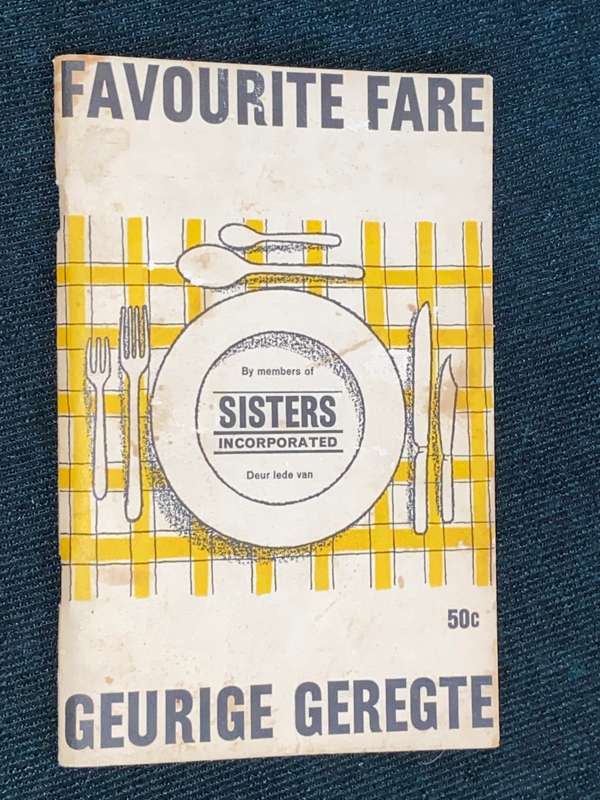 FAVOURITE FARE
By members of
SISTERS
INCORPORATED
Deur lede van
50c
GEURIGE GEREGTE